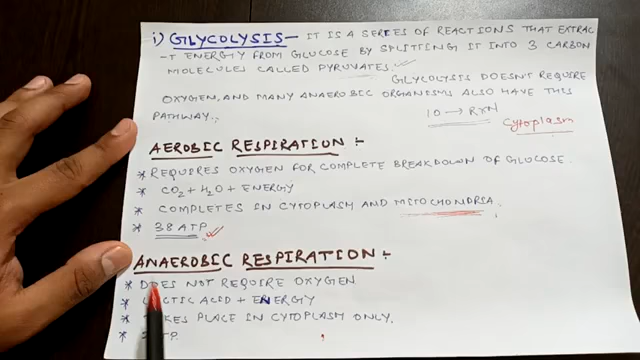 i) GLYCOLYSIS - IT IS A SERIES OF REACTIONS THAT EXTRAC
-T ENERGY FROM GLUCOSE BY SPLITTING IT INTO 3 CARBON
MOLECULES CALLED PYRUVATES.
GLYCOLYSIS DOESN'T REQUIRE
OXYGEN, AND MANY ANAEROBIC ORGANISMS ALSO HAVE THIS
PATHWAY.
10 → RXN
Cytoplasm
AEROBIC RESPIRATION :-
* REQUIRES OXYGEN FOR COMPLETE BREAKDOWN OF GLUCOSE.
* CO2 + H2O + ENERGY
* COMPLETES IN CYTOPLASM AND MITOCHONDRIA.
* 38 ATP
ANAEROBIC RESPIRATION :-
* DOES NOT REQUIRE OXYGEN
* ACID + ENERGY
* PLACE IN CYTOPLASM ONLY.
*